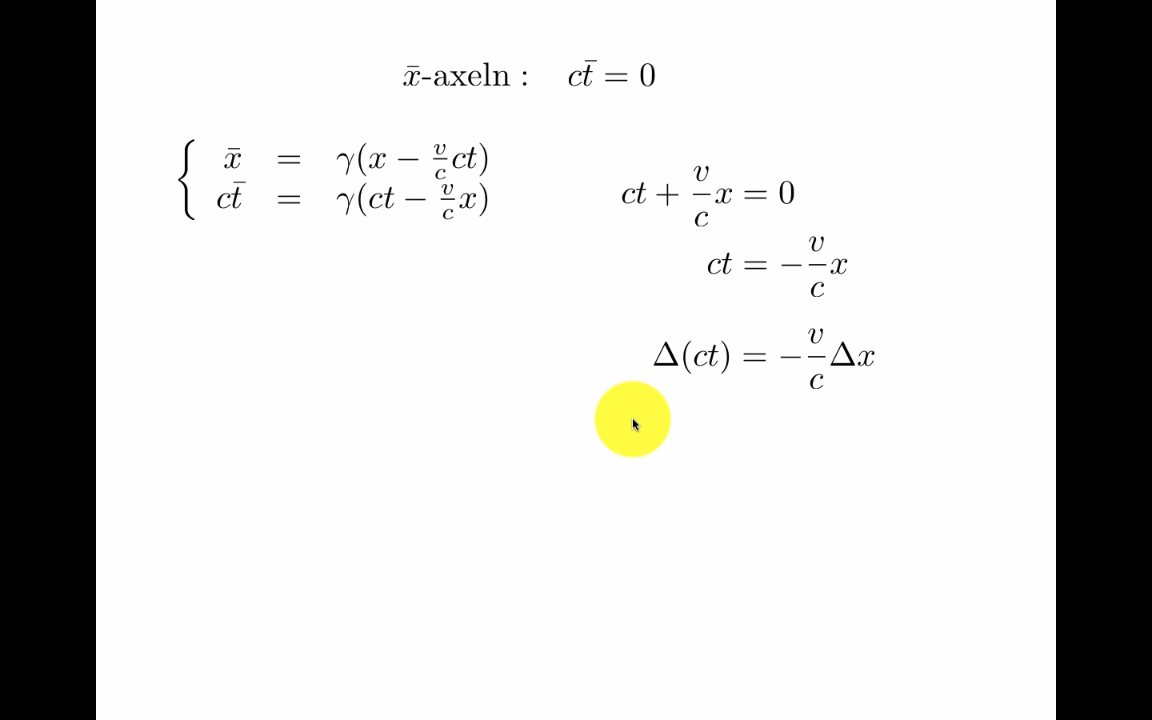 x̄-axeln : ct̄ = 0
x̄ = γ(x − v/c ct)
ct̄ = γ(ct − v/c x)
ct + v/c x = 0
ct = − v/c x
Δ(ct) = − v/c Δx